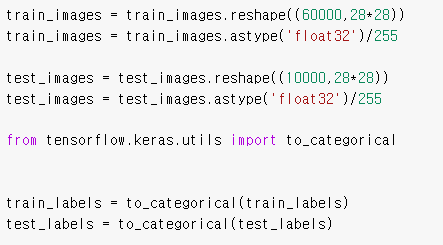 train_images = train_images.reshape((60000,28*28))
train_images = train_images.astype('float32')/255
test_images = test_images.reshape((10000,28*28))
test_images = test_images.astype('float32')/255
from tensorflow.keras.utils import to_categorical
train_labels = to_categorical(train_labels)
test_labels = to_categorical(test_labels)